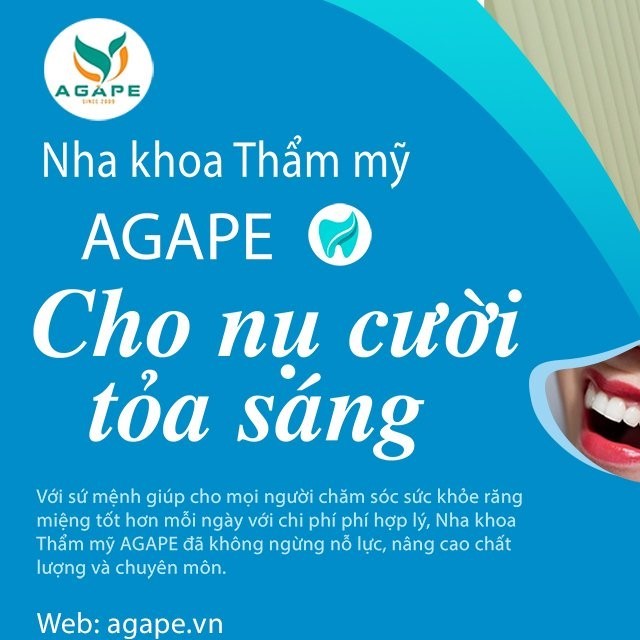 AGAPE
SINCE 2009
Nha khoa Thẩm mỹ
AGAPE
Cho nụ cười
tỏa sáng
Với sứ mệnh giúp cho mọi người chăm sóc sức khỏe răng
miệng tốt hơn mỗi ngày với chi phí phí hợp lý, Nha khoa
Thẩm mỹ AGAPE đã không ngừng nỗ lực, nâng cao chất
lượng và chuyên môn.
Web: agape.vn